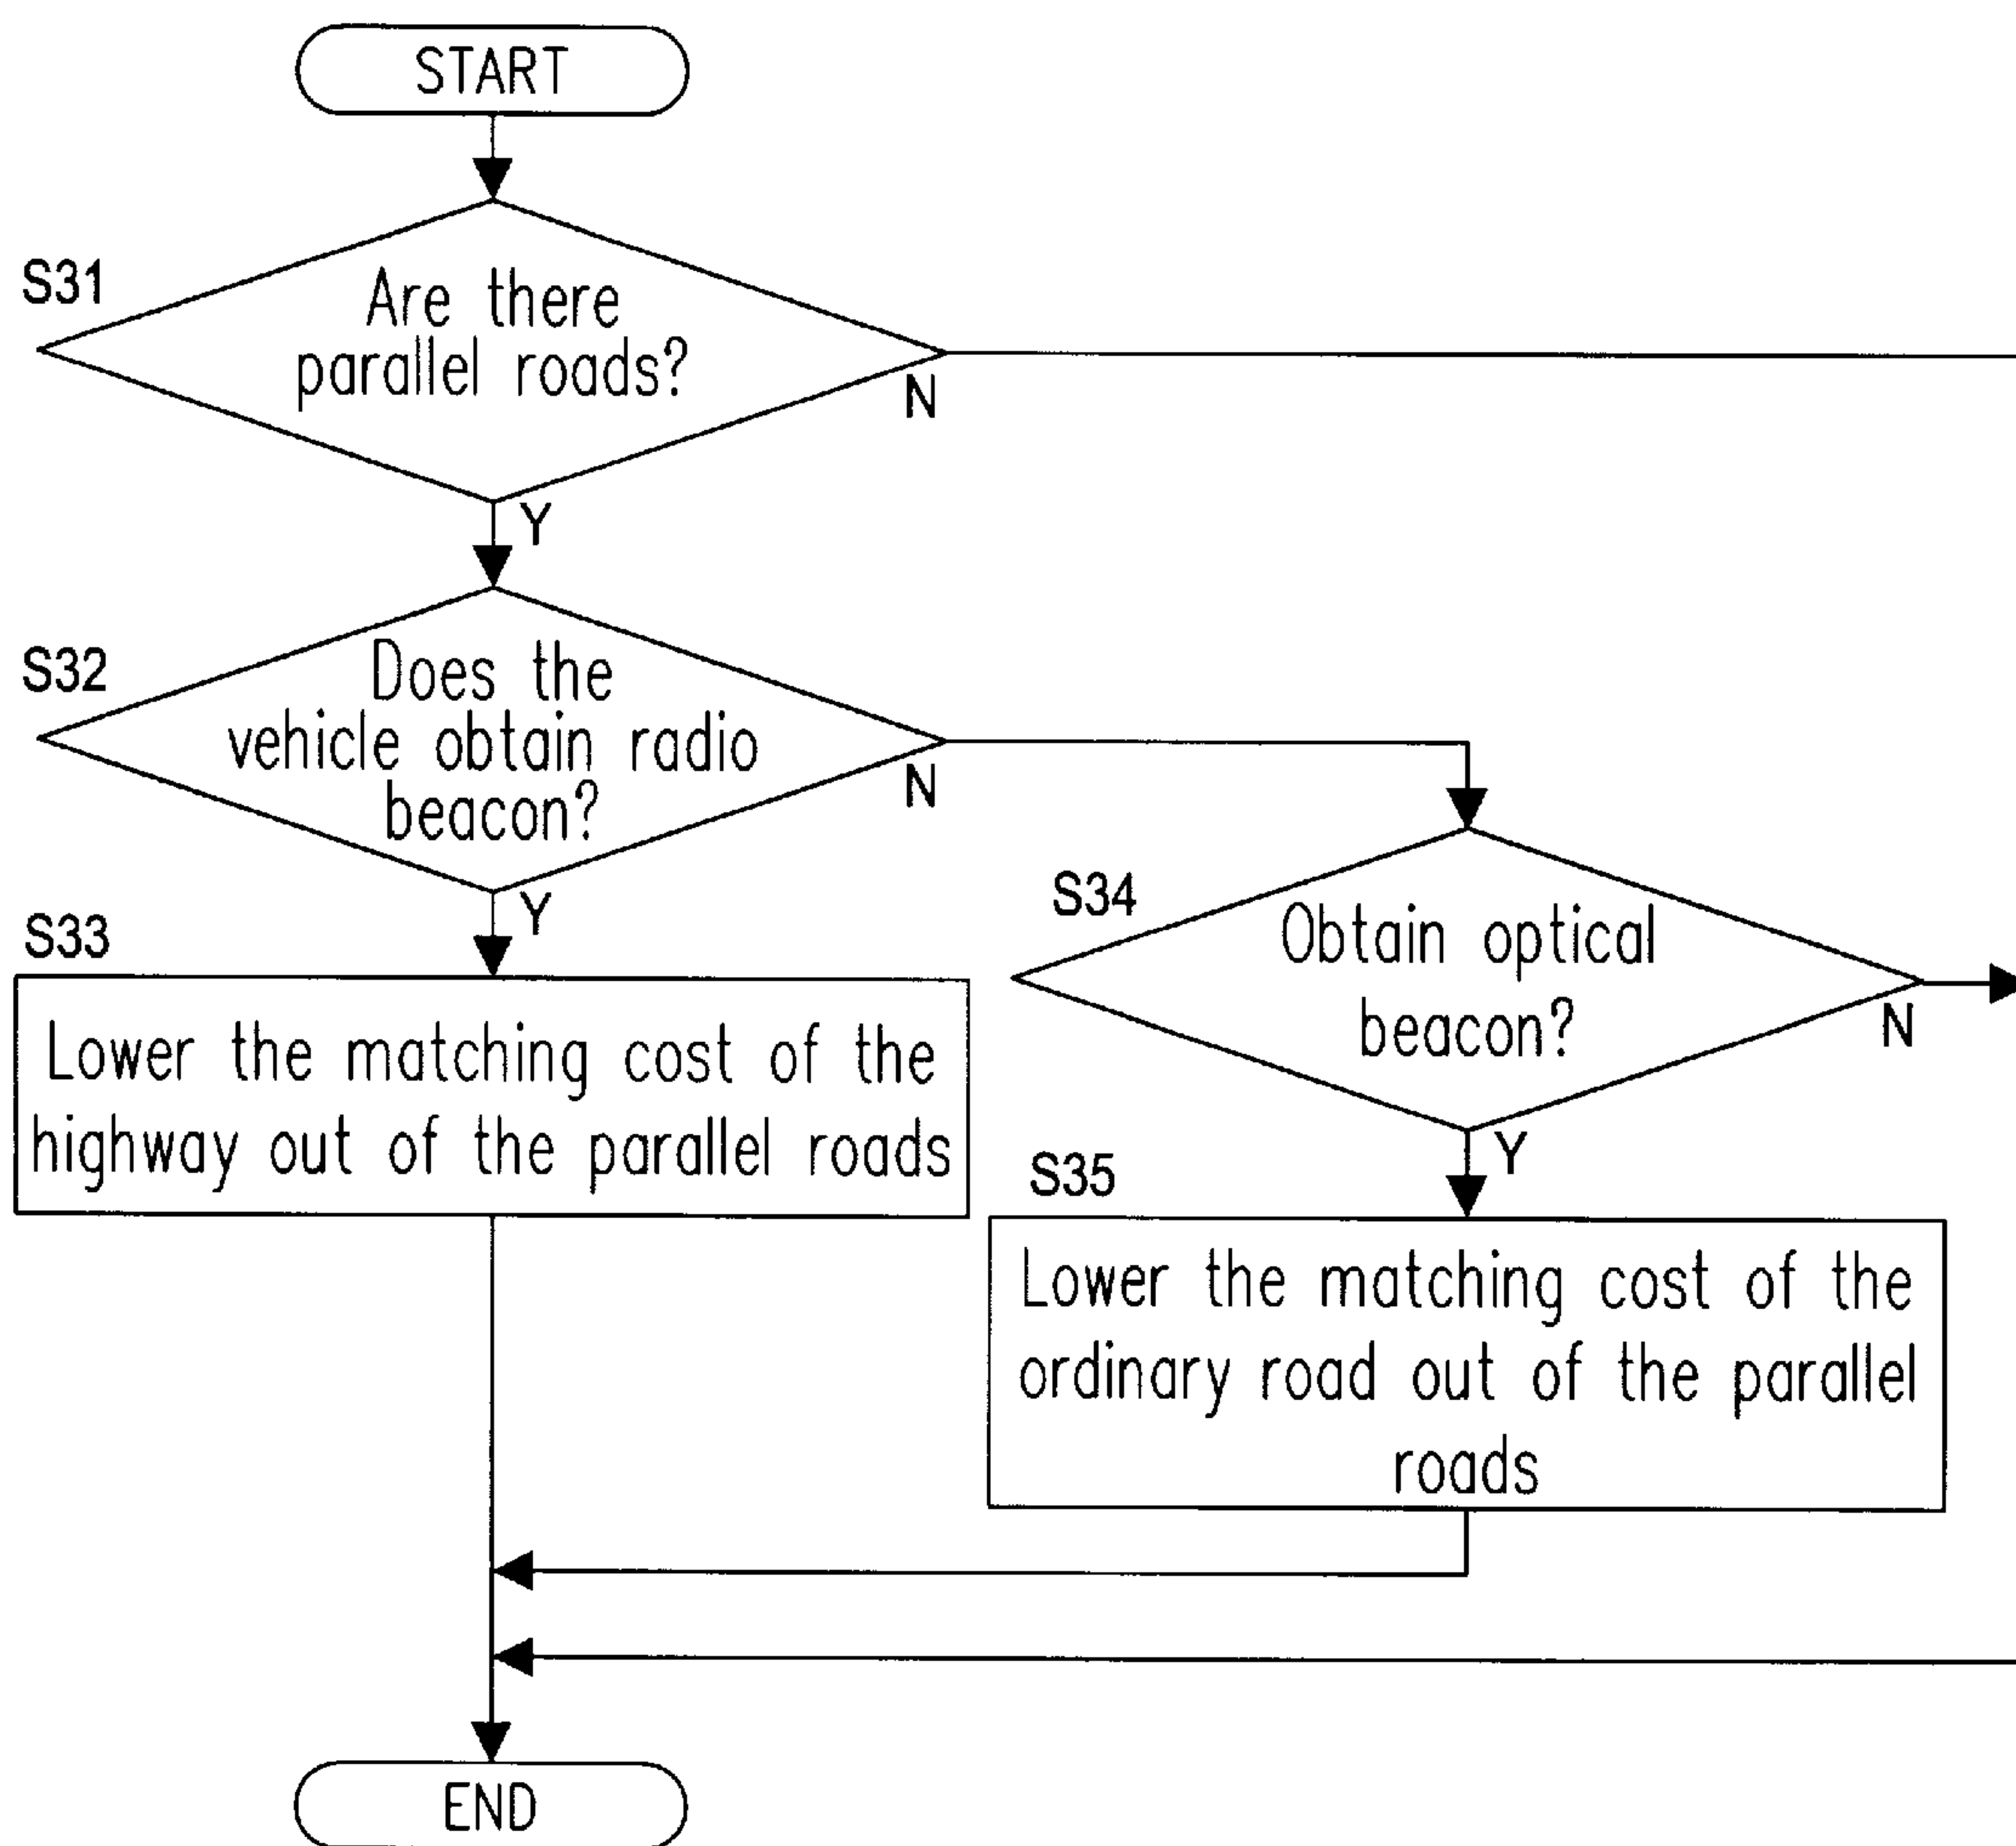 START
S31
Are there
parallel roads?
N
Y
S32
Does the
vehicle obtain radio
beacon?
N
Y
S33
Lower the matching cost of the
highway out of the parallel roads
S34
Obtain optical
beacon?
N
Y
S35
Lower the matching cost of the
ordinary road out of the parallel
roads
END